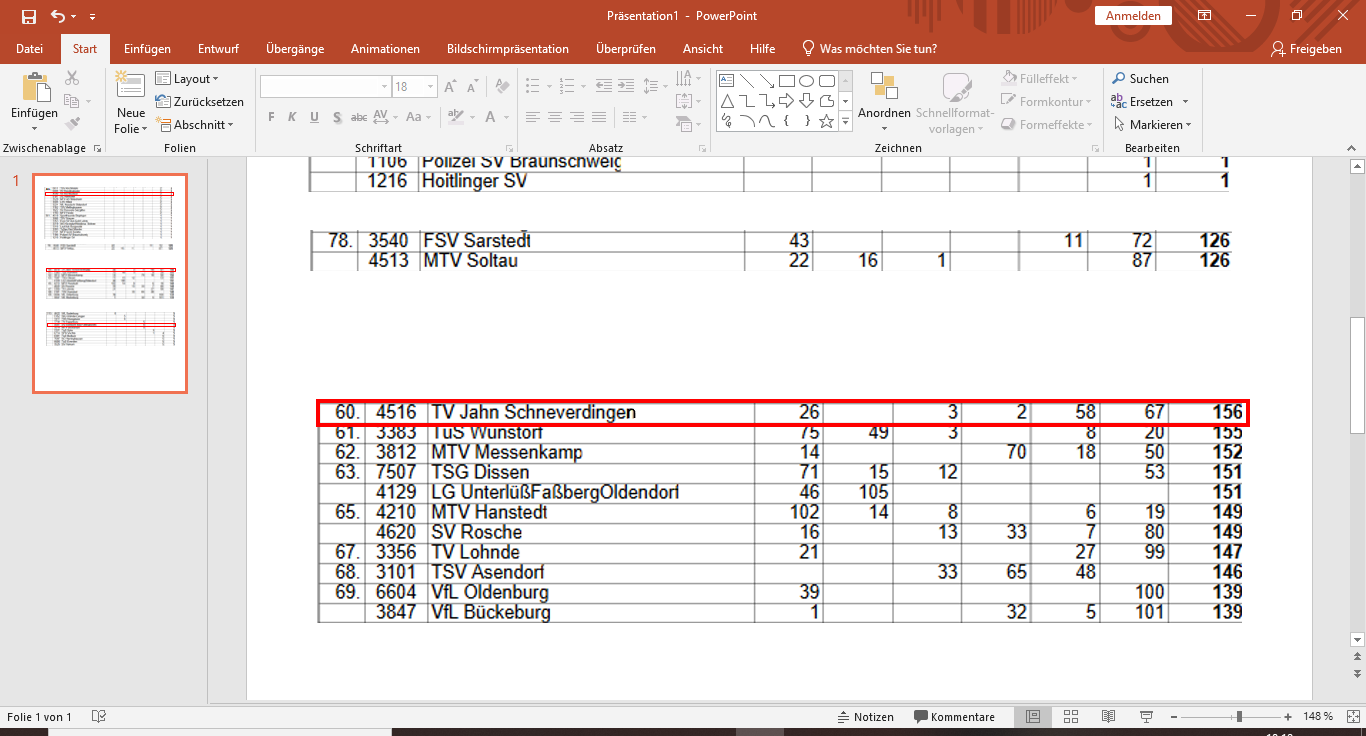 Präsentation1 - PowerPoint
Anmelden
Datei Start Einfügen Entwurf Übergänge Animationen Bildschirmpräsentation Überprüfen Ansicht Hilfe Was möchten Sie tun? Freigeben
Einfügen
Neue Folie
Layout
Zurücksetzen
Abschnitt
18
F K U S abc AV Aa
A
Anordnen
Schnellformat-
vorlagen
Fülleffekt
Formkontur
Formeffekte
Suchen
Ersetzen
Markieren
Zwischenablage Folien Schriftart Absatz Zeichnen Bearbeiten
1
1106 Polizei SV Braunschweig 1 1
1216 Hoitlinger SV 1 1
78. 3540 FSV Sarstedt 43 11 72 126
4513 MTV Soltau 22 16 1 87 126
60. 4516 TV Jahn Schneverdingen 26 3 2 58 67 156
61. 3383 TuS Wunstorf 75 49 3 8 20 155
62. 3812 MTV Messenkamp 14 70 18 50 152
63. 7507 TSG Dissen 71 15 12 53 151
4129 LG UnterlüßFaßbergOldendorf 46 105 151
65. 4210 MTV Hanstedt 102 14 8 6 19 149
4620 SV Rosche 16 13 33 7 80 149
67. 3356 TV Lohnde 21 27 99 147
68. 3101 TSV Asendorf 33 65 48 146
69. 6604 VfL Oldenburg 39 100 139
3847 VfL Bückeburg 1 32 5 101 139
Folie 1 von 1 Notizen Kommentare 148 %